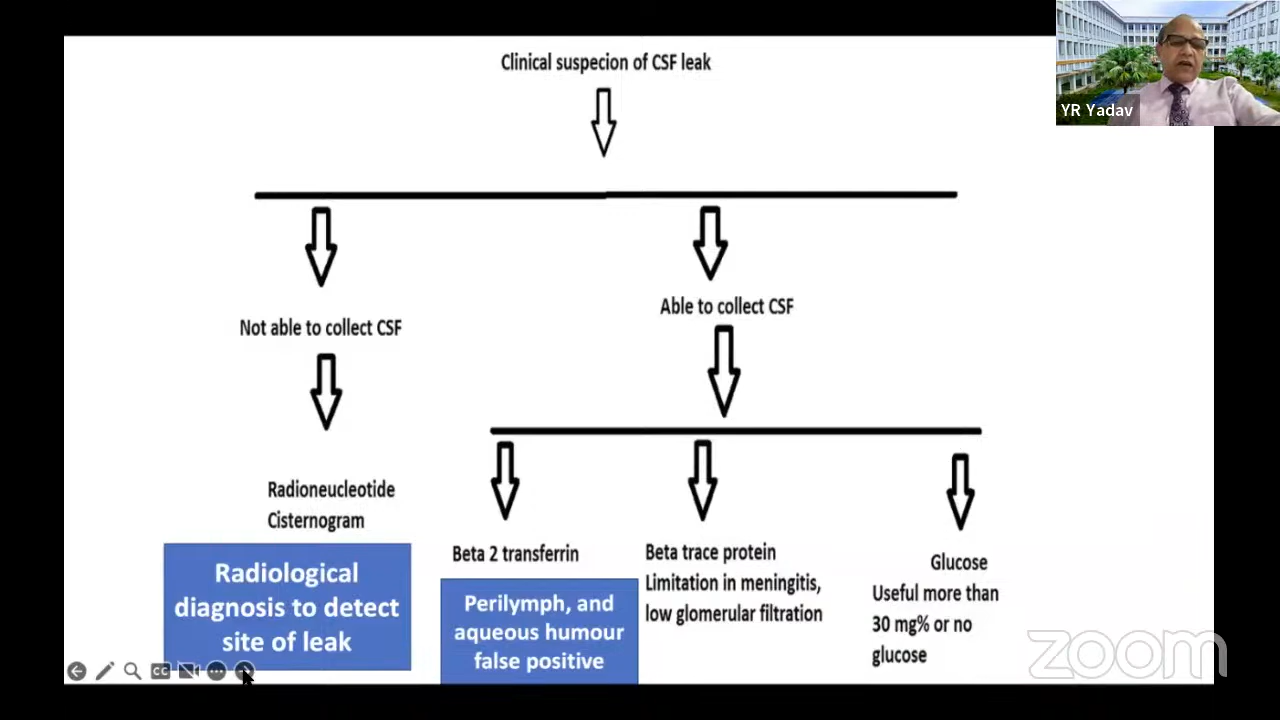 Clinical suspecion of CSF leak
YR Yadav
Not able to collect CSF
Able to collect CSF
Radioneucleotide
Cisternogram
Radiological
diagnosis to detect
site of leak
Beta 2 transferrin
Perilymph, and
aqueous humour
false positive
Beta trace protein
Limitation in meningitis,
low glomerular filtration
Glucose
Useful more than
30 mg% or no
glucose
CC
zoom